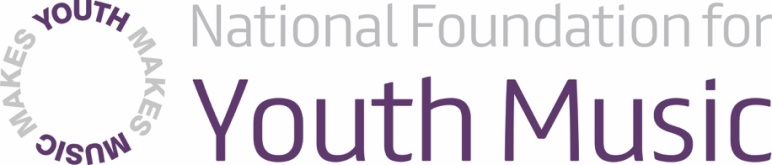 YOUTH MAKES MUSIC MAKES
National Foundation for
Youth Music